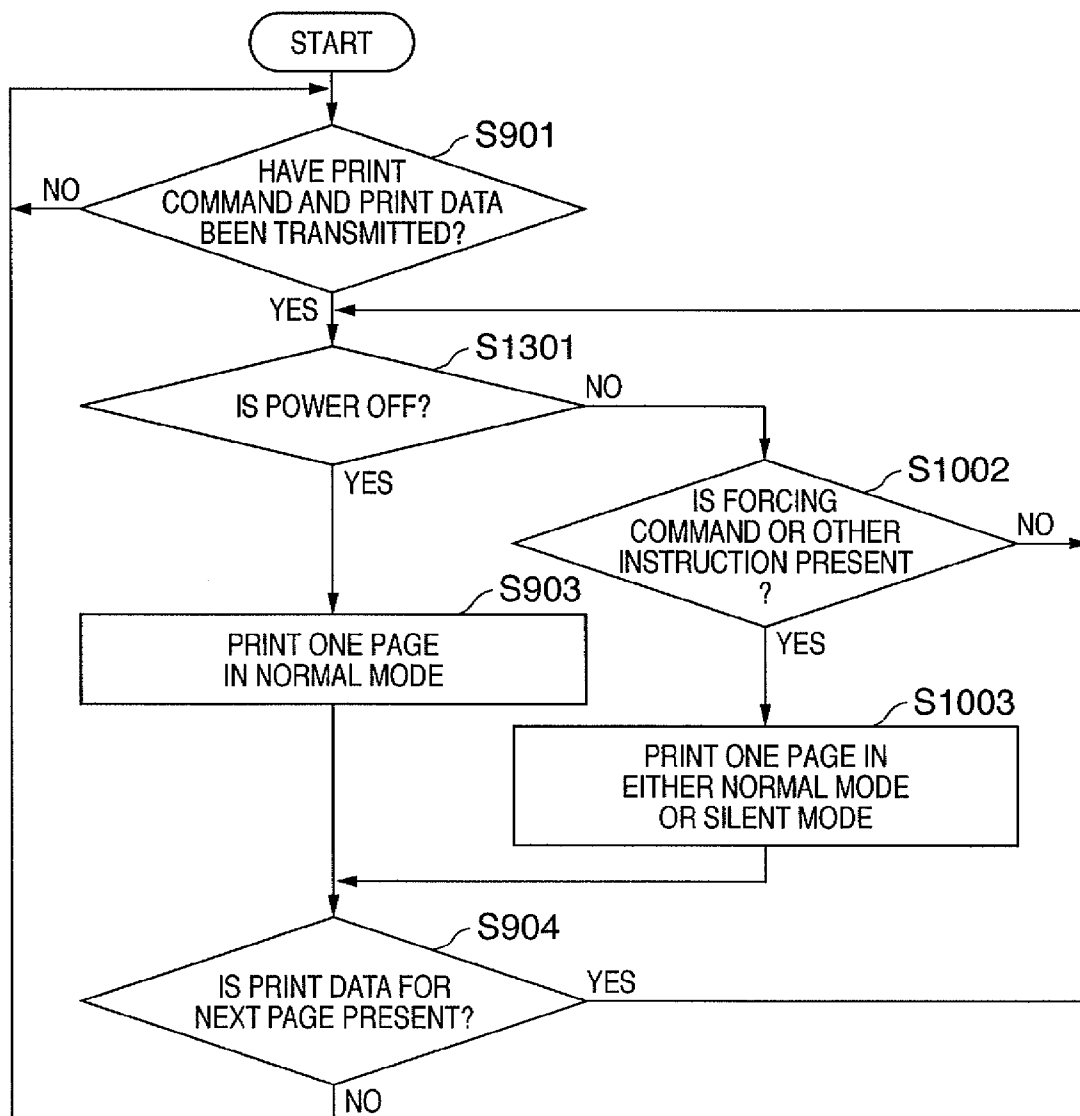 START
S901
HAVE PRINT
COMMAND AND PRINT DATA
BEEN TRANSMITTED?
NO
YES
S1301
IS POWER OFF?
NO
YES
S1002
IS FORCING
COMMAND OR OTHER
INSTRUCTION PRESENT
?
NO
YES
S903
PRINT ONE PAGE
IN NORMAL MODE
S1003
PRINT ONE PAGE IN
EITHER NORMAL MODE
OR SILENT MODE
S904
IS PRINT DATA FOR
NEXT PAGE PRESENT?
YES
NO